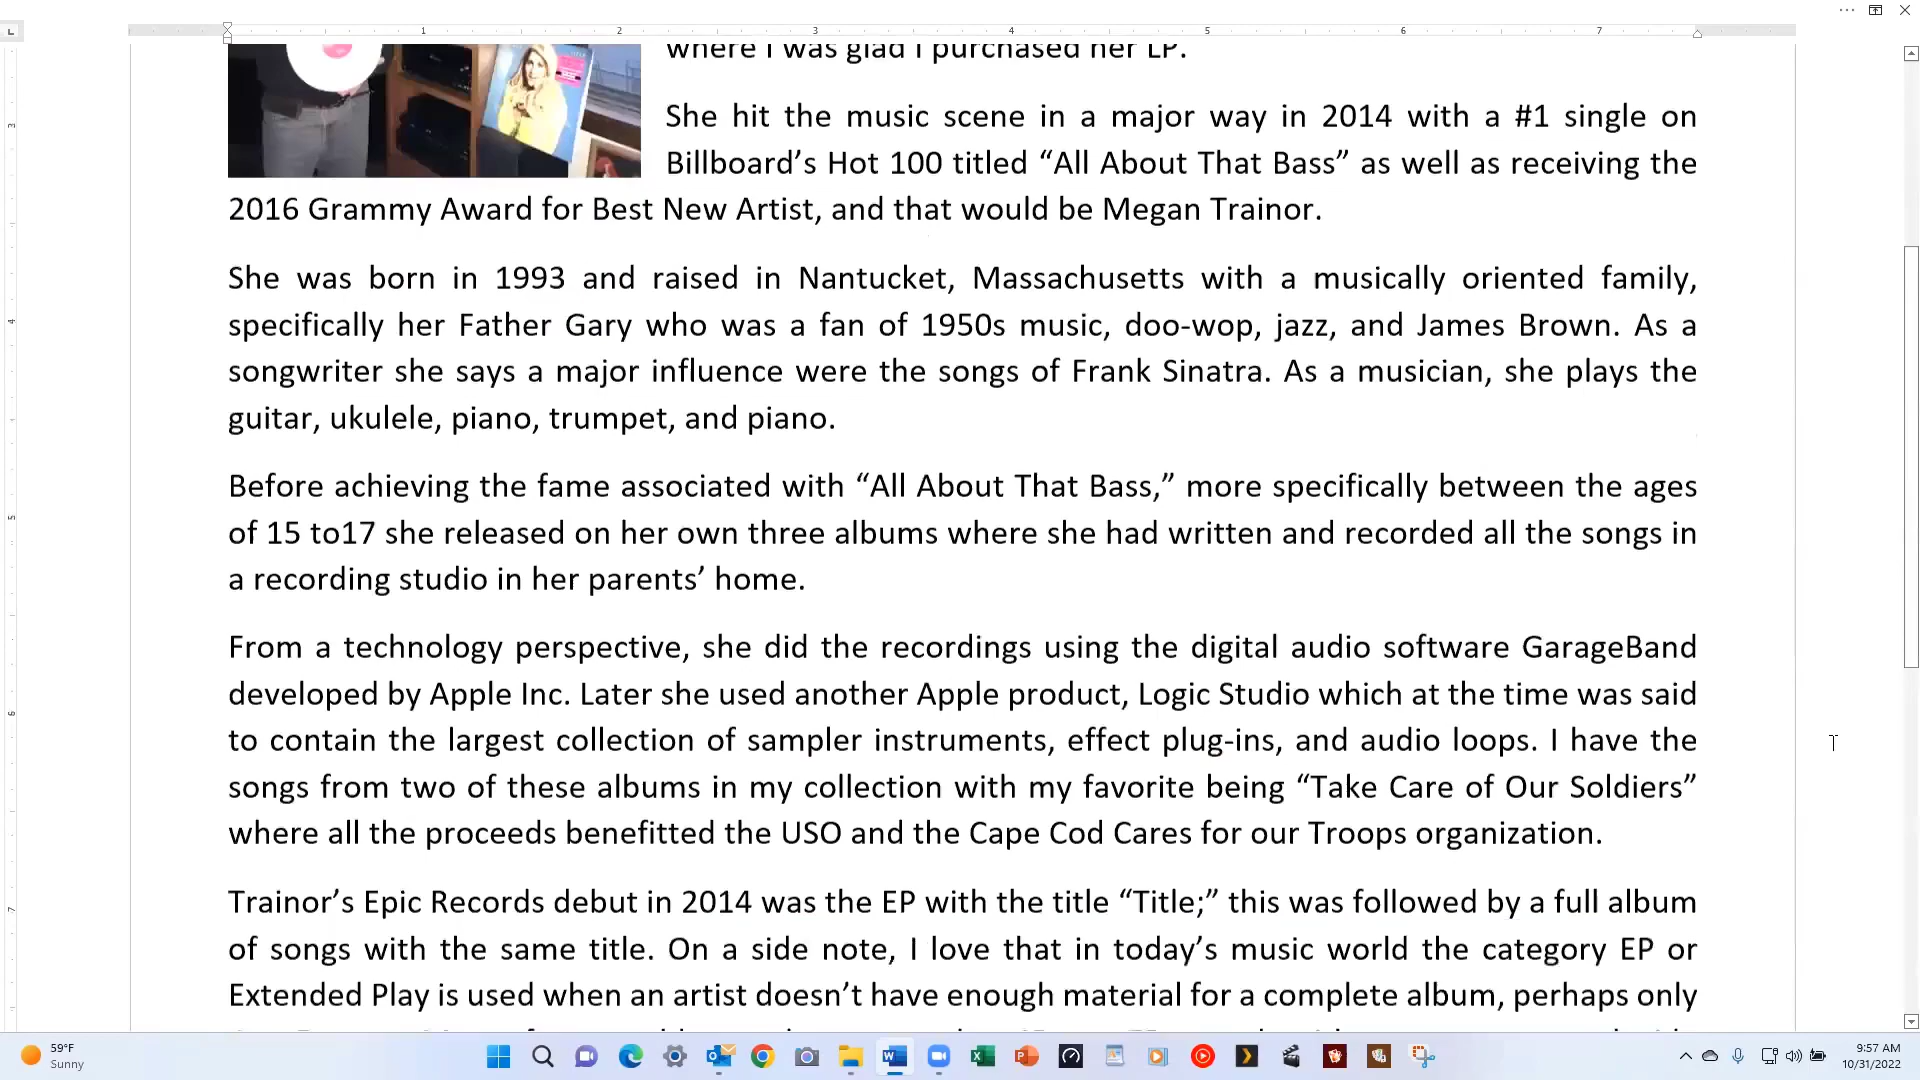 1
2
3
4
5
6
7
where I was glad I purchased her LP.
She hit the music scene in a major way in 2014 with a #1 single on
Billboard’s Hot 100 titled “All About That Bass” as well as receiving the
2016 Grammy Award for Best New Artist, and that would be Megan Trainor.
She was born in 1993 and raised in Nantucket, Massachusetts with a musically oriented family,
specifically her Father Gary who was a fan of 1950s music, doo-wop, jazz, and James Brown. As a
songwriter she says a major influence were the songs of Frank Sinatra. As a musician, she plays the
guitar, ukulele, piano, trumpet, and piano.
Before achieving the fame associated with “All About That Bass,” more specifically between the ages
of 15 to17 she released on her own three albums where she had written and recorded all the songs in
a recording studio in her parents’ home.
From a technology perspective, she did the recordings using the digital audio software GarageBand
developed by Apple Inc. Later she used another Apple product, Logic Studio which at the time was said
to contain the largest collection of sampler instruments, effect plug-ins, and audio loops. I have the
songs from two of these albums in my collection with my favorite being “Take Care of Our Soldiers”
where all the proceeds benefitted the USO and the Cape Cod Cares for our Troops organization.
Trainor’s Epic Records debut in 2014 was the EP with the title “Title;” this was followed by a full album
of songs with the same title. On a side note, I love that in today’s music world the category EP or
Extended Play is used when an artist doesn’t have enough material for a complete album, perhaps only
3
4
5
6
7
59°F
Sunny
9:57 AM
10/31/2022